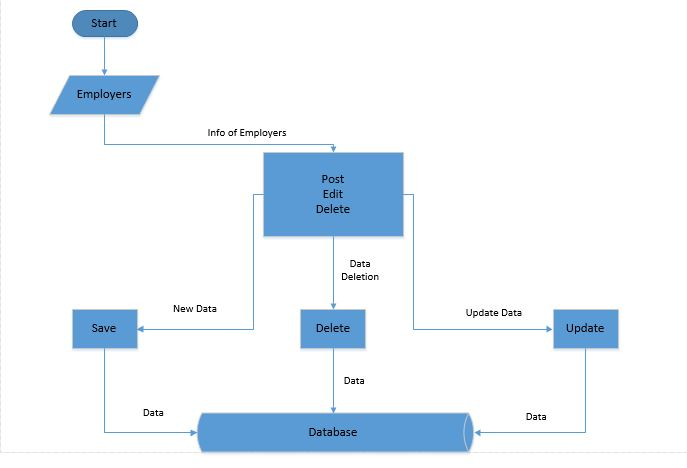 Start
Employers
Info of Employers
Post
Edit
Delete
Data
Deletion
New Data
Update Data
Save
Delete
Update
Data
Data
Data
Database